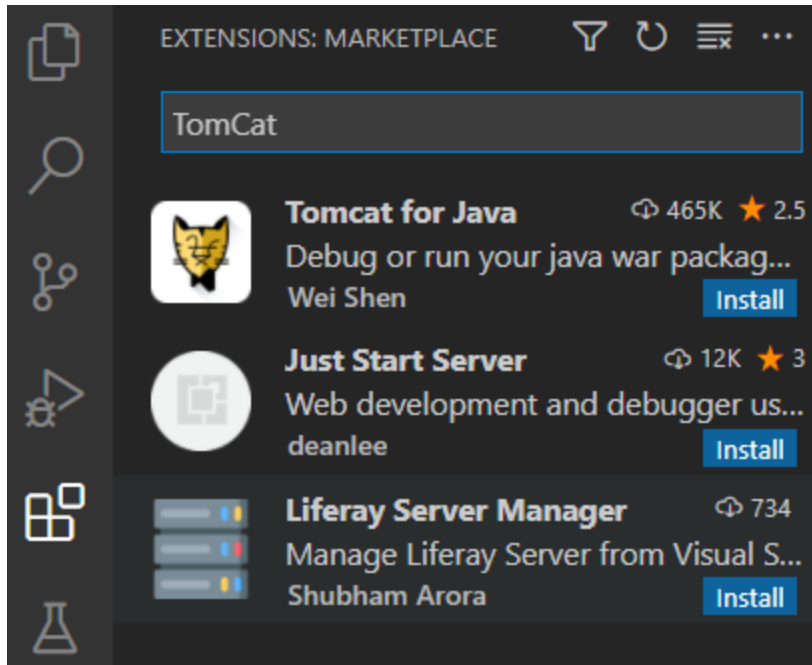 EXTENSIONS: MARKETPLACE
TomCat
Tomcat for Java 465K 2.5
Debug or run your java war packag...
Wei Shen Install
Just Start Server 12K 3
Web development and debugger us...
deanlee Install
Liferay Server Manager 734
Manage Liferay Server from Visual S...
Shubham Arora Install